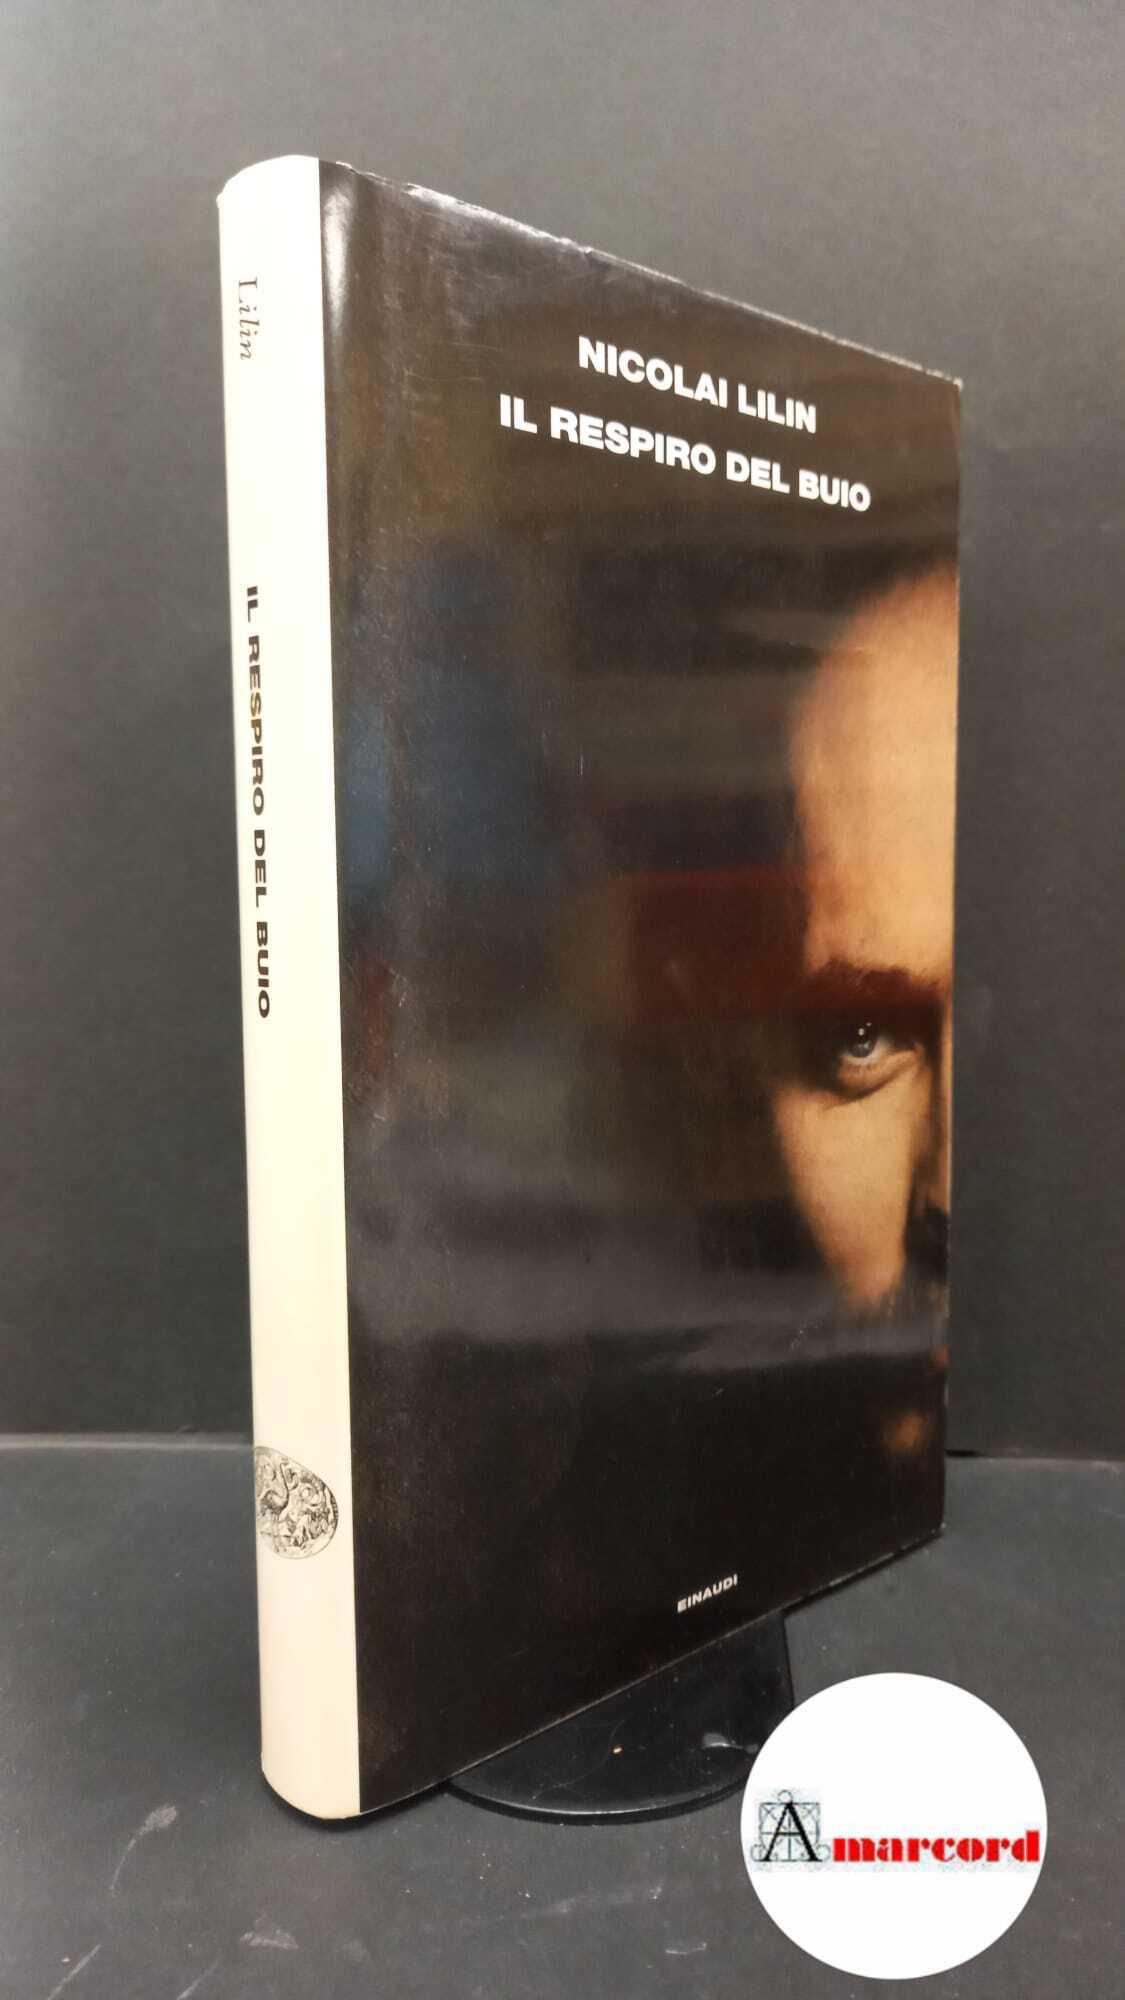 Lilin
IL RESPIRO DEL BUIO
NICOLAI LILIN
IL RESPIRO DEL BUIO
EINAUDI
Amarcord